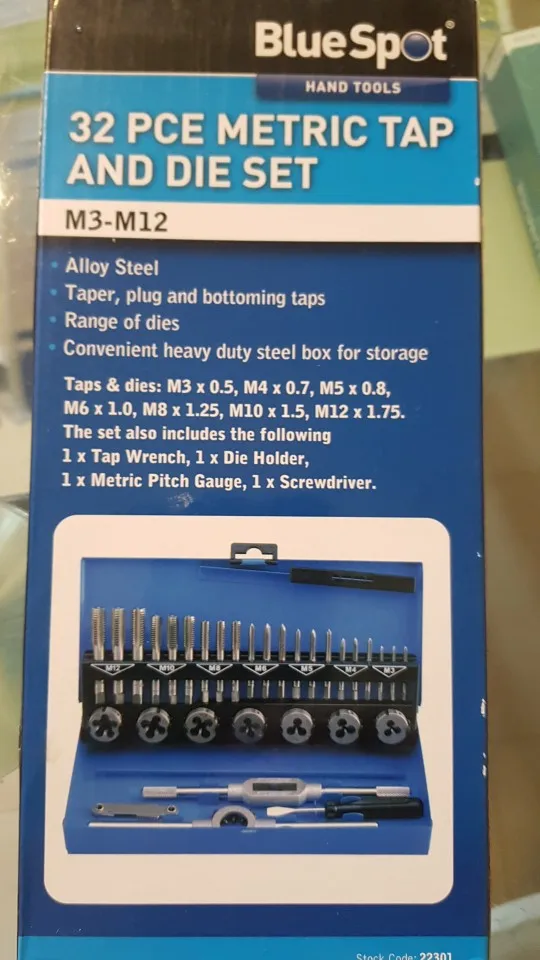 BlueSpot®
HAND TOOLS
32 PCE METRIC TAP
AND DIE SET
M3-M12
• Alloy Steel
• Taper, plug and bottoming taps
• Range of dies
• Convenient heavy duty steel box for storage
Taps & dies: M3 x 0.5, M4 x 0.7, M5 x 0.8,
M6 x 1.0, M8 x 1.25, M10 x 1.5, M12 x 1.75.
The set also includes the following
1 x Tap Wrench, 1 x Die Holder,
1 x Metric Pitch Gauge, 1 x Screwdriver.
M12 M10 M8 M6 M5 M4 M3
Stock Code: 22301